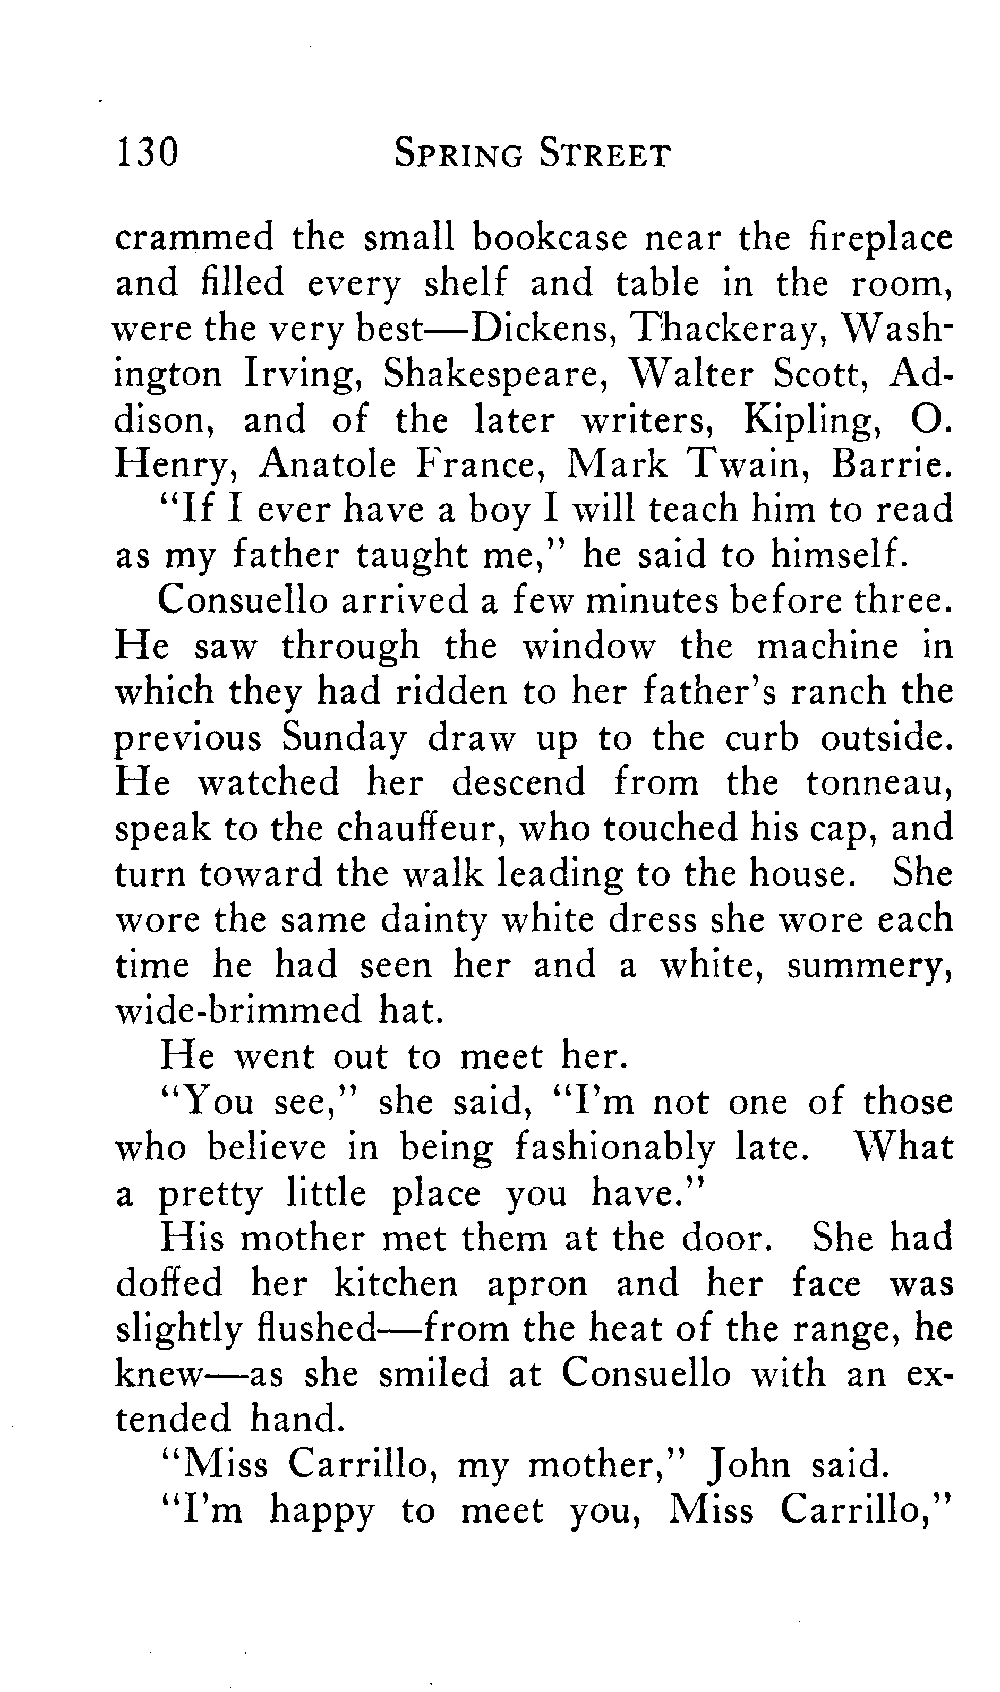 130 SPRING STREET
crammed the small bookcase near the fireplace
and filled every shelf and table in the room,
were the very best—Dickens, Thackeray, Wash-
ington Irving, Shakespeare, Walter Scott, Ad-
dison, and of the later writers, Kipling, O.
Henry, Anatole France, Mark Twain, Barrie.
“If I ever have a boy I will teach him to read
as my father taught me,” he said to himself.
Consuello arrived a few minutes before three.
He saw through the window the machine in
which they had ridden to her father’s ranch the
previous Sunday draw up to the curb outside.
He watched her descend from the tonneau,
speak to the chauffeur, who touched his cap, and
turn toward the walk leading to the house. She
wore the same dainty white dress she wore each
time he had seen her and a white, summery,
wide-brimmed hat.
He went out to meet her.
“You see,” she said, “I’m not one of those
who believe in being fashionably late. What
a pretty little place you have.”
His mother met them at the door. She had
doffed her kitchen apron and her face was
slightly flushed—from the heat of the range, he
knew—as she smiled at Consuello with an ex-
tended hand.
“Miss Carrillo, my mother,” John said.
“I’m happy to meet you, Miss Carrillo,”